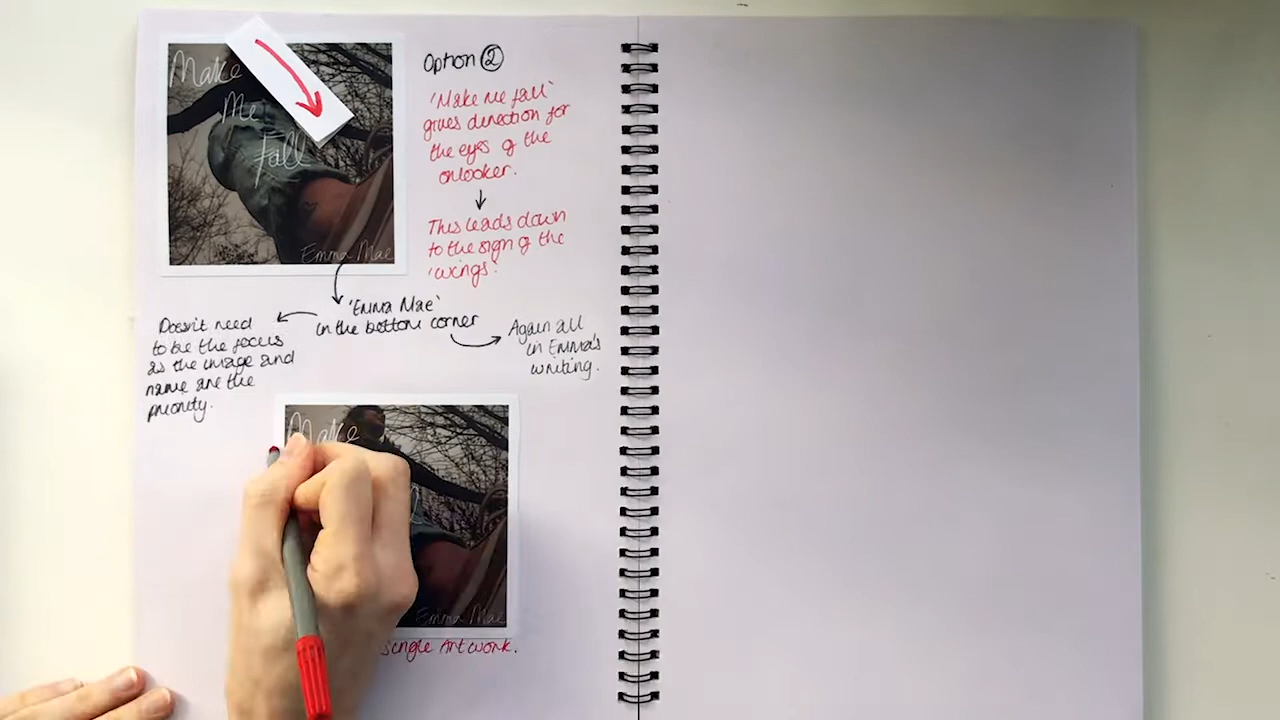 Make
Me
Fall
Emma Mae
Option 2
'Make me fall'
gives direction for
the eyes of the
onlooker.
This leads down
to the sign of the
'wings'.
'Emma Mae'
in the bottom corner
Doesn't need
to be the focus
as the image and
name are the
priority.
Again all
in Emma's
writing.
Make
Emma Mae
single Artwork.